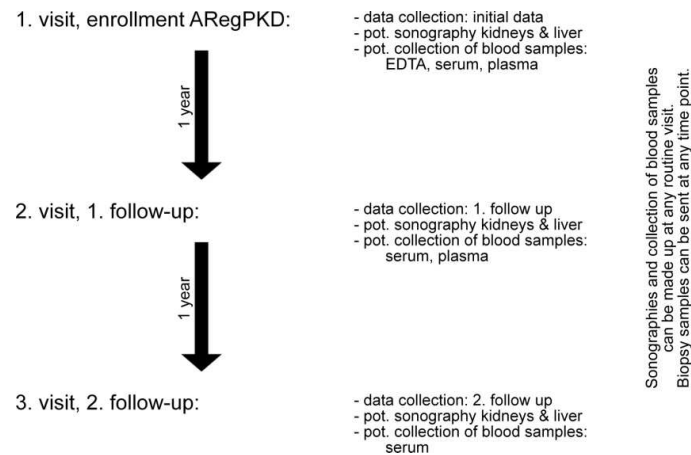 1. visit, enrollment ARegPKD:
- data collection: initial data
- pot. sonography kidneys & liver
- pot. collection of blood samples:
EDTA, serum, plasma
1 year
2. visit, 1. follow-up:
- data collection: 1. follow up
- pot. sonography kidneys & liver
- pot. collection of blood samples:
serum, plasma
1 year
3. visit, 2. follow-up:
- data collection: 2. follow up
- pot. sonography kidneys & liver
- pot. collection of blood samples:
serum
Sonographies and collection of blood samples
can be made up at any routine visit.
Biopsy samples can be sent at any time point.